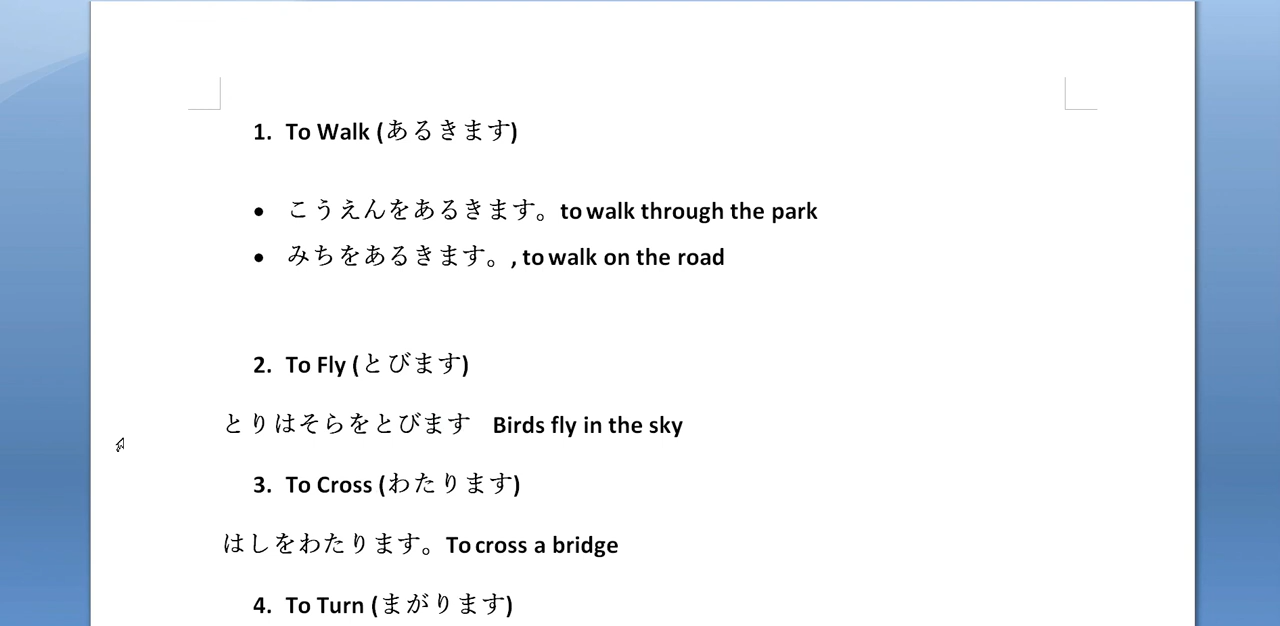 1. To Walk (あるきます)
• こうえんをあるきます。to walk through the park
• みちをあるきます。, to walk on the road
2. To Fly (とびます)
とりはそらをとびます Birds fly in the sky
3. To Cross (わたります)
はしをわたります。To cross a bridge
4. To Turn (まがります)